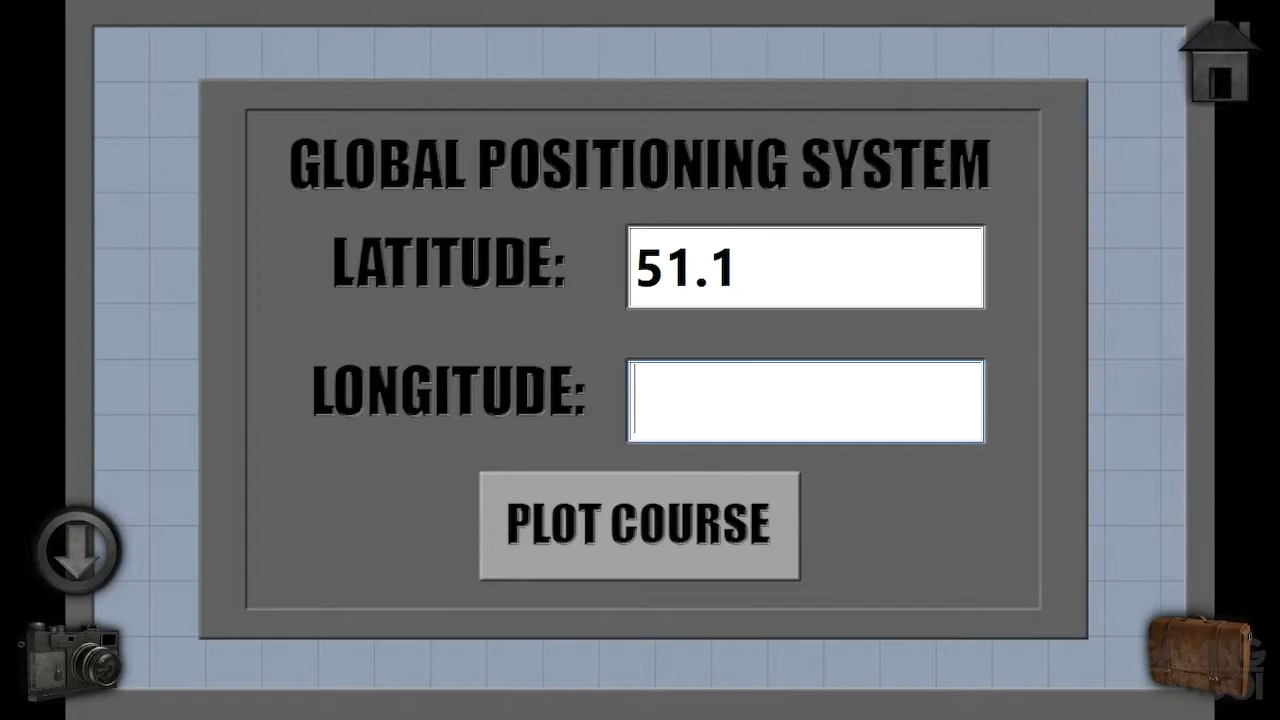 GLOBAL POSITIONING SYSTEM
LATITUDE: 51.1
LONGITUDE:
PLOT COURSE